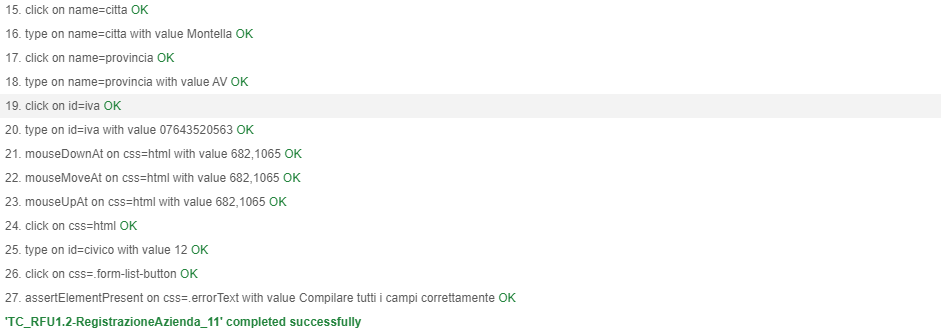 15. click on name=citta OK
16. type on name=citta with value Montella OK
17. click on name=provincia OK
18. type on name=provincia with value AV OK
19. click on id=iva OK
20. type on id=iva with value 07643520563 OK
21. mouseDownAt on css=html with value 682,1065 OK
22. mouseMoveAt on css=html with value 682,1065 OK
23. mouseUpAt on css=html with value 682,1065 OK
24. click on css=html OK
25. type on id=civico with value 12 OK
26. click on css=.form-list-button OK
27. assertElementPresent on css=.errorText with value Compilare tutti i campi correttamente OK
'TC_RFU1.2-RegistrazioneAzienda_11' completed successfully